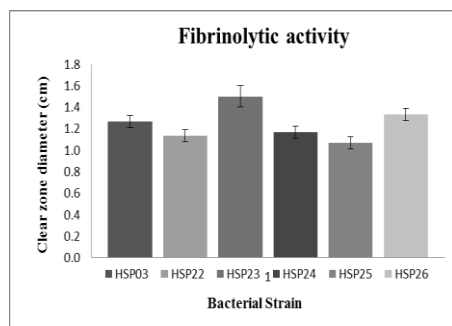 Fibrinolytic activity
Clear zone diameter (cm)
1.8
1.6
1.4
1.2
1.0
0.8
0.6
0.4
0.2
0.0
HSP03 HSP22 HSP23 1 HSP24 HSP25 HSP26
Bacterial Strain